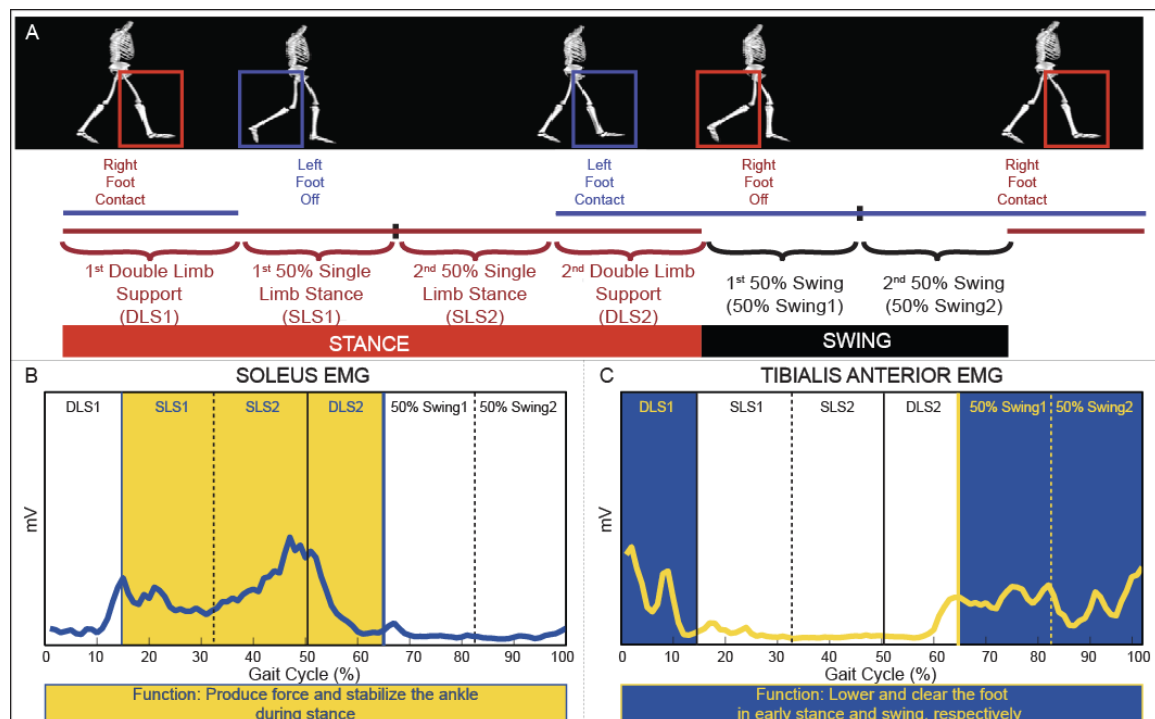 A
Right
Foot
Contact
Left
Foot
Off
Left
Foot
Contact
Right
Foot
Off
Right
Foot
Contact
1st Double Limb
Support
(DLS1)
1st 50% Single
Limb Stance
(SLS1)
2nd 50% Single
Limb Stance
(SLS2)
2nd Double Limb
Support
(DLS2)
1st 50% Swing
(50% Swing1)
2nd 50% Swing
(50% Swing2)
STANCE
SWING
B
SOLEUS EMG
DLS1 SLS1 SLS2 DLS2 50% Swing1 50% Swing2
mV
0 10 20 30 40 50 60 70 80 90 100
Gait Cycle (%)
Function: Produce force and stabilize the ankle
during stance
C
TIBIALIS ANTERIOR EMG
DLS1 SLS1 SLS2 DLS2 50% Swing1 50% Swing2
mV
0 10 20 30 40 50 60 70 80 90 100
Gait Cycle (%)
Function: Lower and clear the foot
in early stance and swing, respectively